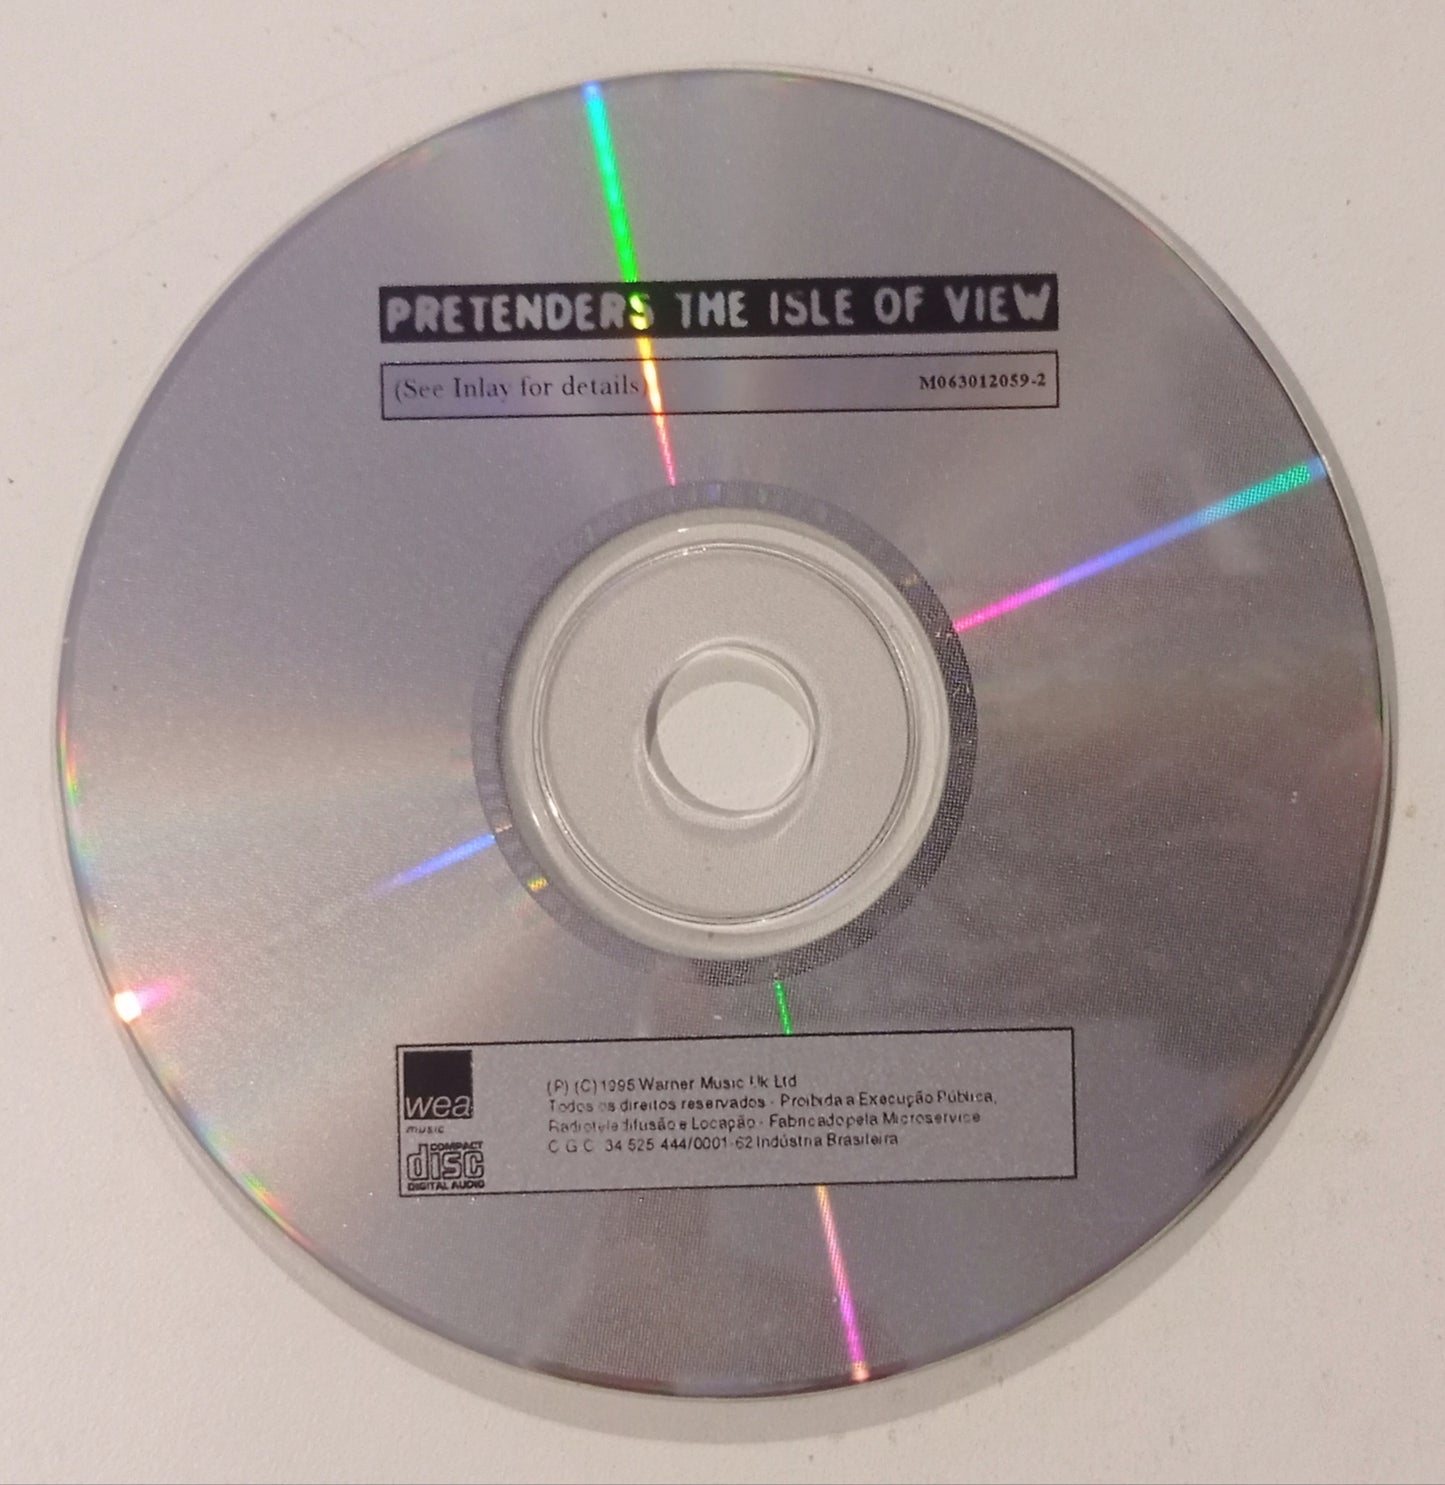 PRETENDERS THE ISLE OF VIEW
(See Inlay for details)
M063012059-2
wea
music
COMPACT
disc
DIGITAL AUDIO
(P) (C) 1995 Warner Music Uk Ltd
Todos os direitos reservados - Proibida a Execução Pública,
Radioteledifusão e Locação - Fabricado pela Microservice
C G C 34 525 444/0001-62 Indústria Brasileira